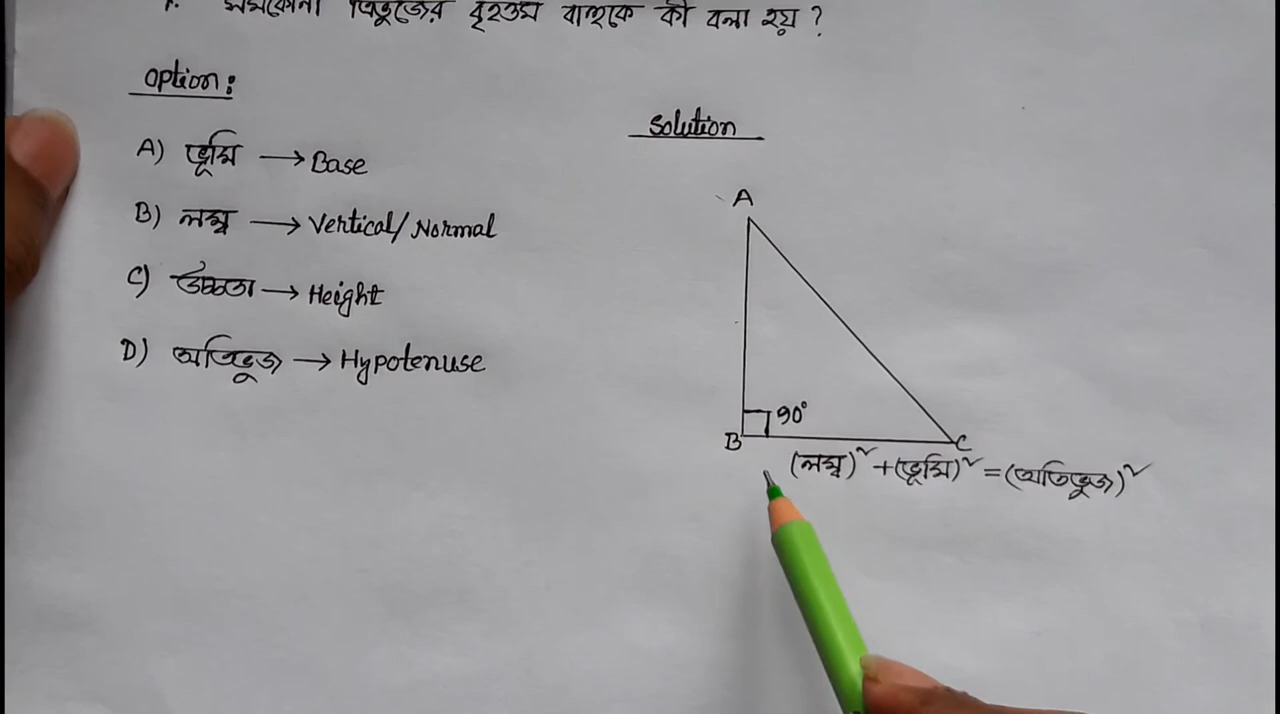 1. সমকোনী ত্রিভুজের বৃহত্তম বাহুকে কী বলা হয় ?
Option:
A) ভূমি → Base
B) লম্ব → Vertical/Normal
C) উচ্চতা → Height
D) অতিভূজ → Hypotenuse
Solution
A
90°
B
C
(লম্ব)² + (ভূমি)² = (অতিভূজ)²